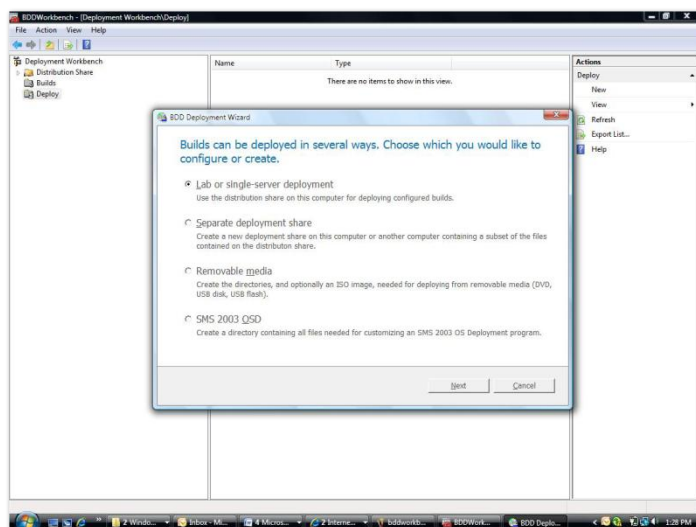 BDDWorkbench - [Deployment Workbench\Deploy]
File Action View Help
Deployment Workbench
Distribution Share
Builds
Deploy
Name Type
There are no items to show in this view.
Actions
Deploy
New
View
Refresh
Export List...
Help
BDD Deployment Wizard
Builds can be deployed in several ways. Choose which you would like to
configure or create.
Lab or single-server deployment
Use the distribution share on this computer for deploying configured builds.
Separate deployment share
Create a new deployment share on this computer or another computer containing a subset of the files
contained on the distributon share.
Removable media
Create the directories, and optionally an ISO image, needed for deploying from removable media (DVD,
USB disk, USB flash).
SMS 2003 OSD
Create a directory containing all files needed for customizing an SMS 2003 OS Deployment program.
Next Cancel
2 Windo... Inbox - Mi... 4 Micros... 2 Interne... bddworkb... BDDWork... BDD Deplo... 1:28 PM